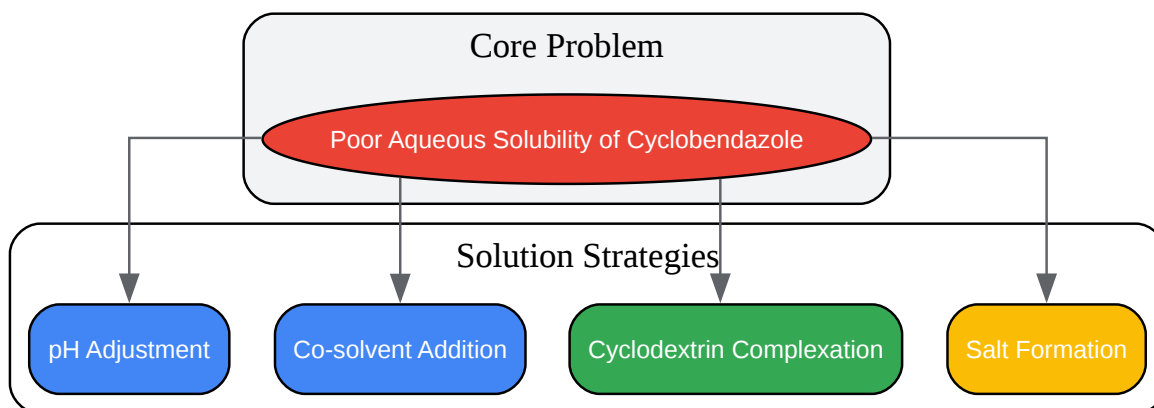 Core Problem
Poor Aqueous Solubility of Cyclobendazole
Solution Strategies
pH Adjustment
Co-solvent Addition
Cyclodextrin Complexation
Salt Formation